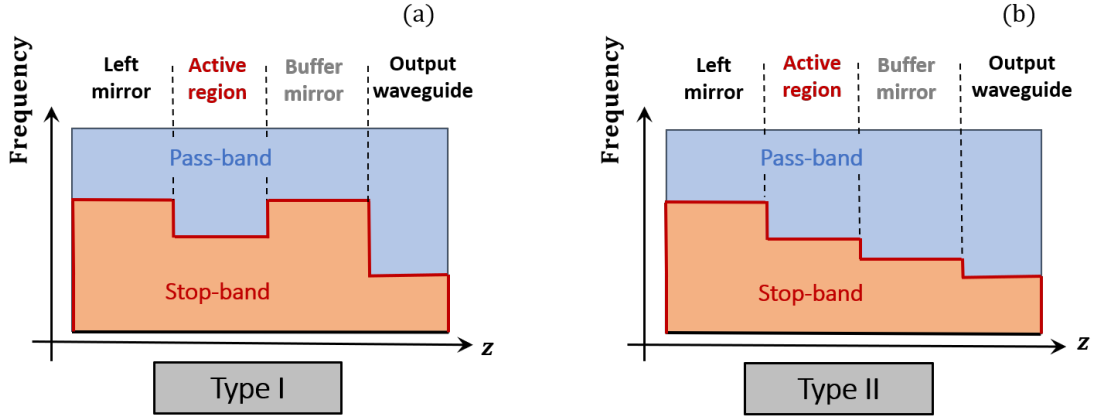 (a)
Frequency
Left
mirror
Active
region
Buffer
mirror
Output
waveguide
Pass-band
Stop-band
z
Type I
(b)
Frequency
Left
mirror
Active
region
Buffer
mirror
Output
waveguide
Pass-band
Stop-band
z
Type II